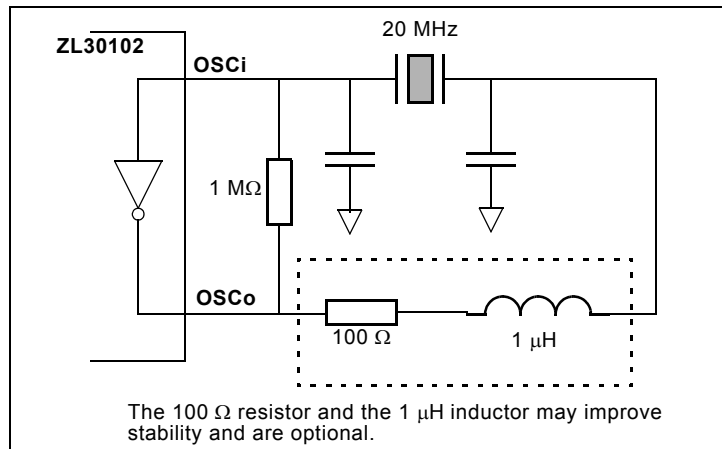 20 MHz
ZL30102
OSCi
1 MΩ
OSCo
100 Ω
1 μH
The 100 Ω resistor and the 1 μH inductor may improve
stability and are optional.